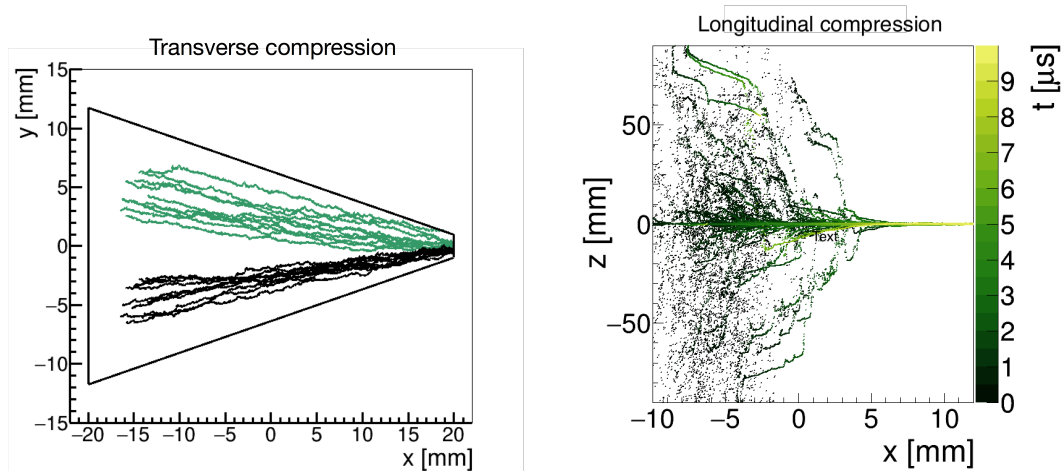 Transverse compression
y [mm]
15
10
5
0
−5
−10
−15
−20 −15 −10 −5 0 5 10 15 20
x [mm]
Longitudinal compression
z [mm]
50
0
−50
Text
−10 −5 0 5 10
x [mm]
t [μs]
9
8
7
6
5
4
3
2
1
0